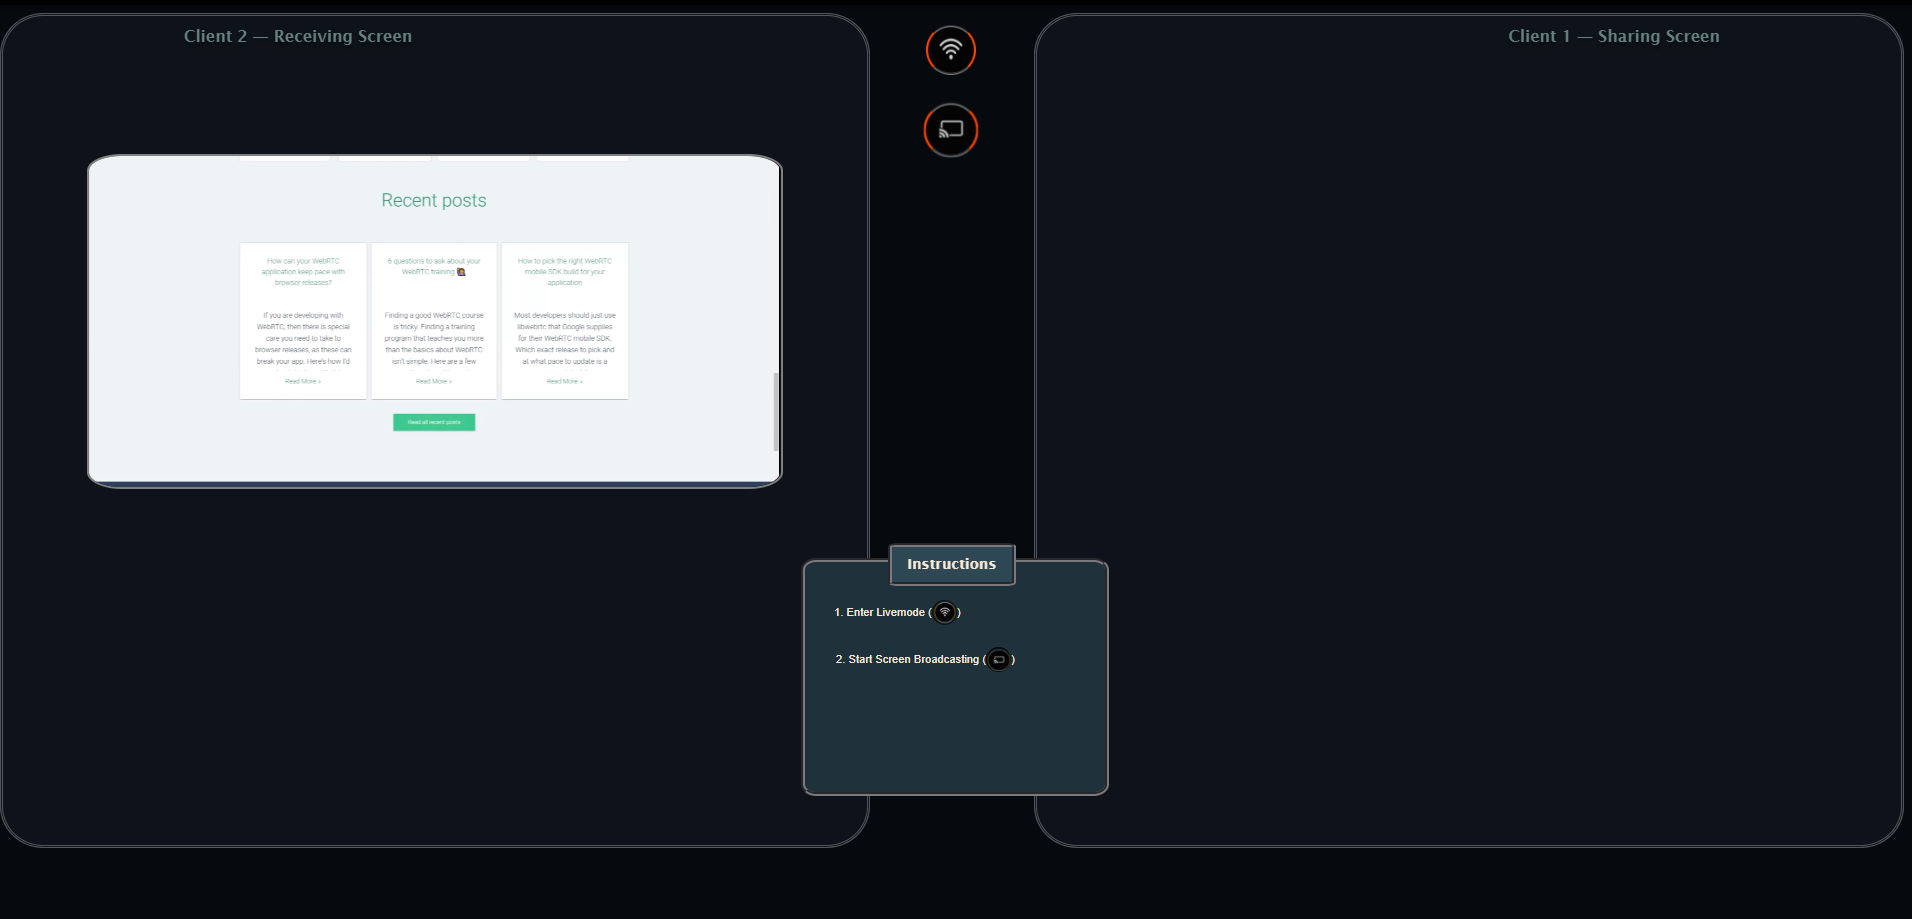 Client 2 — Receiving Screen
Client 1 — Sharing Screen
Recent posts
How can your WebRTC
application keep pace with
browser releases?
If you are developing with
WebRTC, then there is special
care you need to take to
browser releases, as these can
break your app. Here's how I'd
Read More >
6 questions to ask about your
WebRTC training
Finding a good WebRTC course
is tricky. Finding a training
program that teaches you more
than the basics about WebRTC
isn't simple. Here are a few
Read More >
How to pick the right WebRTC
mobile SDK build for your
application
Most developers should just use
libwebrtc that Google supplies
for their WebRTC mobile SDK.
Which exact release to pick and
at what pace to update is a
Read More >
Read all recent posts
Instructions
1. Enter Livemode ( )
2. Start Screen Broadcasting ( )